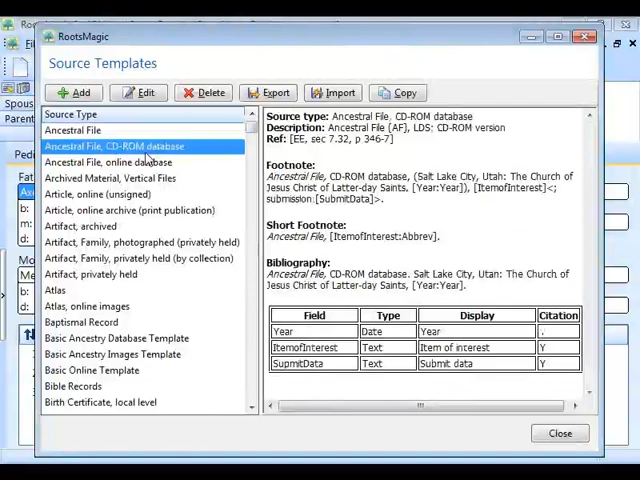 RootsMagic
Source Templates
Add Edit Delete Export Import Copy
Source Type
Ancestral File
Ancestral File, CD-ROM database
Ancestral File, online database
Archived Material, Vertical Files
Article, online (unsigned)
Article, online archive (print publication)
Artifact, archived
Artifact, Family, photographed (privately held)
Artifact, Family, privately held (by collection)
Artifact, privately held
Atlas
Atlas, online images
Baptismal Record
Basic Ancestry Database Template
Basic Ancestry Images Template
Basic Online Template
Bible Records
Birth Certificate, local level
Source type: Ancestral File, CD-ROM database
Description: Ancestral File [AF], LDS: CD-ROM version
Ref: [EE, sec 7.32, p 346-7]
Footnote:
Ancestral File, CD-ROM database, (Salt Lake City, Utah: The Church of
Jesus Christ of Latter-day Saints, [Year:Year]), [ItemofInterest]<;
submission:[SubmitData]>.
Short Footnote:
Ancestral File, [ItemofInterest:Abbrev].
Bibliography:
Ancestral File, CD-ROM database. Salt Lake City, Utah: The Church of
Jesus Christ of Latter-day Saints, [Year:Year].
Field Type Display Citation
Year Date Year .
ItemofInterest Text Item of interest Y
SupmitData Text Submit data Y
Close
Spous
Paren
Pedi
Fat
b:
m:
d:
Mo
Me
b:
d: